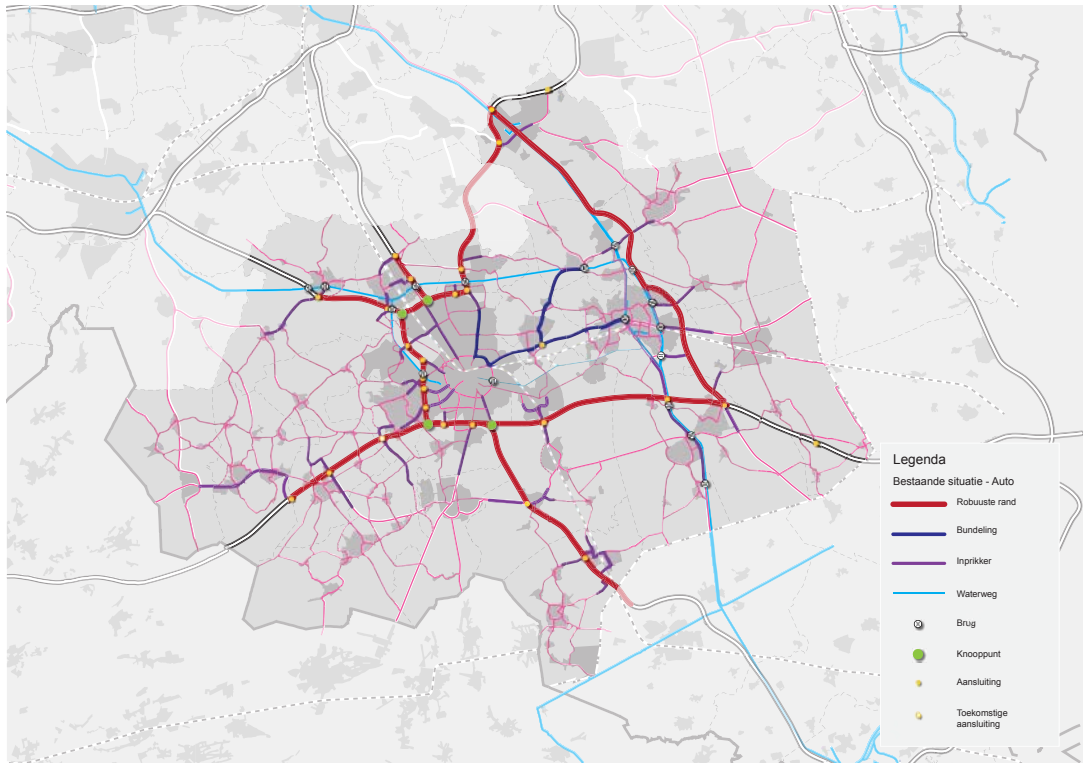 Legenda
Bestaande situatie - Auto
Robuuste rand
Bundeling
Inprikker
Waterweg
Brug
Knooppunt
Aansluiting
Toekomstige
aansluiting